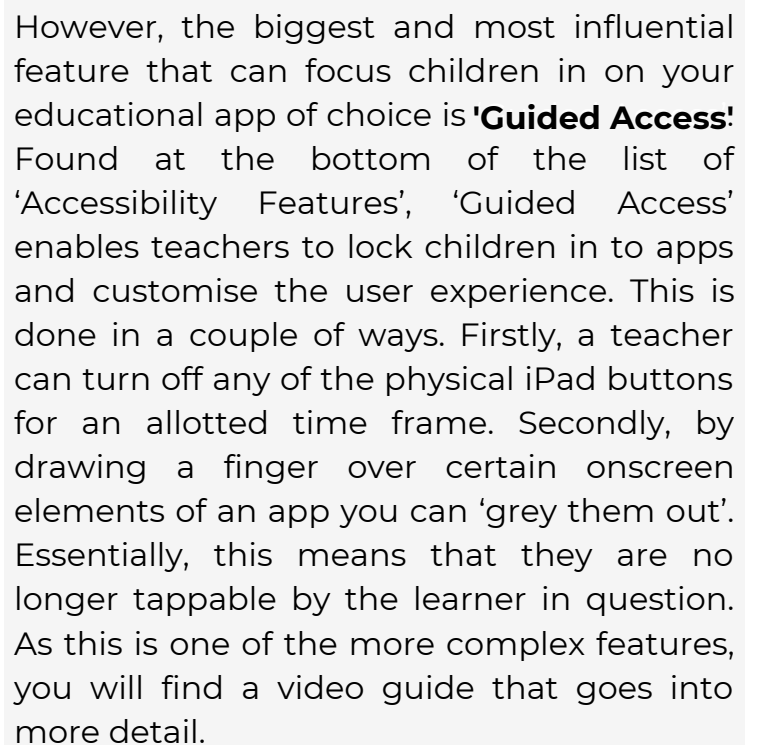 However, the biggest and most influential
feature that can focus children in on your
educational app of choice is 'Guided Access'.
Found at the bottom of the list of
‘Accessibility Features’, ‘Guided Access’
enables teachers to lock children in to apps
and customise the user experience. This is
done in a couple of ways. Firstly, a teacher
can turn off any of the physical iPad buttons
for an allotted time frame. Secondly, by
drawing a finger over certain onscreen
elements of an app you can ‘grey them out’.
Essentially, this means that they are no
longer tappable by the learner in question.
As this is one of the more complex features,
you will find a video guide that goes into
more detail.